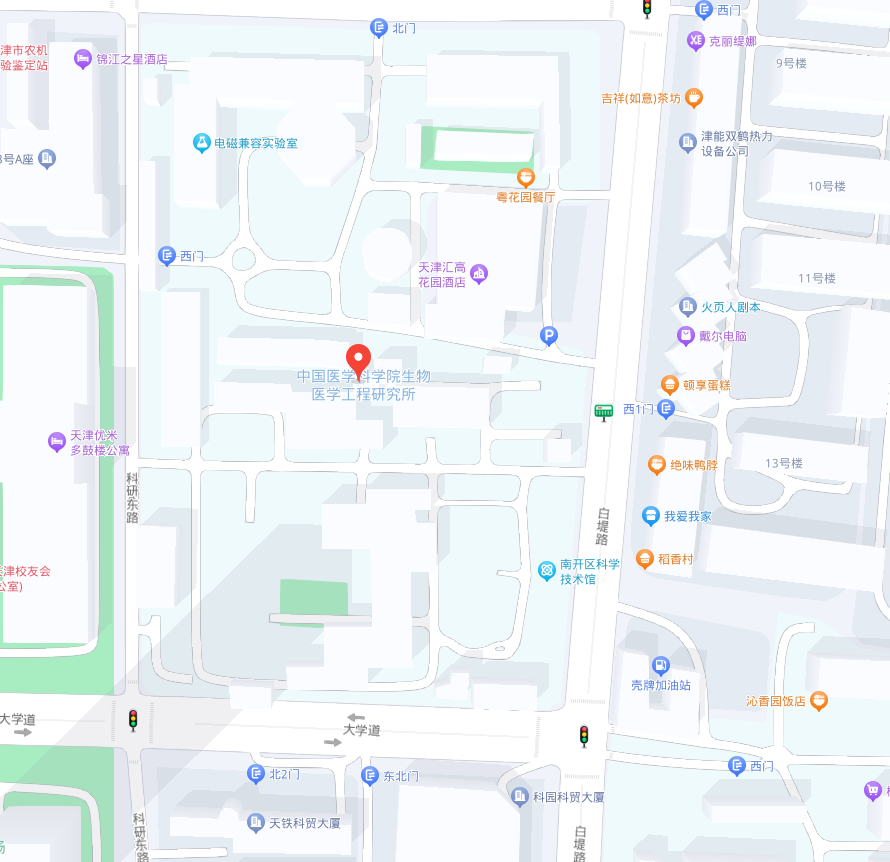 西门
北门
克丽缇娜
津市农机
验鉴定站
锦江之星酒店
9号楼
吉祥(如意)茶坊
津能双鹤热力
设备公司
电磁兼容实验室
3号A座
10号楼
粤花园餐厅
西门
天津汇高
花园酒店
11号楼
火页人剧本
P
戴尔电脑
中国医学科学院生物
医学工程研究所
顿享蛋糕
西1门
天津优米
多鼓楼公寓
绝味鸭脖
13号楼
科研东路
白堤路
我爱我家
稻香村
南开区科学
技术馆
津校友会
公室)
壳牌加油站
沁香园饭店
大学道
大学道
西门
北2门
东北门
科园科贸大厦
天铁科贸大厦
科研东路
白堤路